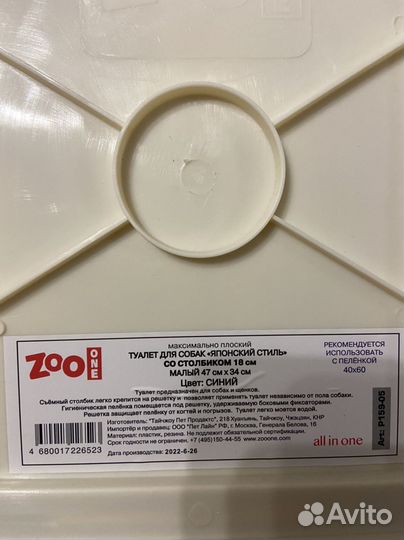 максимально плоский
ТУАЛЕТ ДЛЯ СОБАК «ЯПОНСКИЙ СТИЛЬ»
СО СТОЛБИКОМ 18 см
МАЛЫЙ 47 см х 34 см
Цвет: СИНИЙ
ZOO ONE
РЕКОМЕНДУЕТСЯ
ИСПОЛЬЗОВАТЬ
С ПЕЛЁНКОЙ
40х60
Туалет предназначен для собак и щенков.
Съёмный столбик легко крепится на решетку и позволяет применять туалет независимо от пола собаки.
Гигиеническая пелёнка помещается под решетку, удерживаемую боковыми фиксаторами.
Решетка защищает пелёнку от когтей и погрызов. Туалет легко моется водой.
Изготовитель: "Тайчжоу Пет Продактс", 218 Хуанъянь, Тайчжоу, Чжэцзян, КНР
Импортёр и продавец: ООО "Пет Лайн" РФ, г. Москва, Генерала Белова, 16
Материал: пластик, резина. Не подлежит обязательной сертификации.
Срок годности не ограничен. +7 (495)150-44-55 www.zooone.com
Дата производства: 2022-6-26
all in one
Art.: P159-05
4 680017 226523
Avito